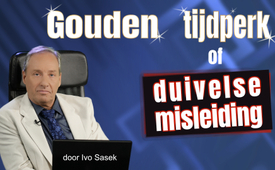 Gouden tijdperk
of
duivelse
misleiding
door Ivo Sasek